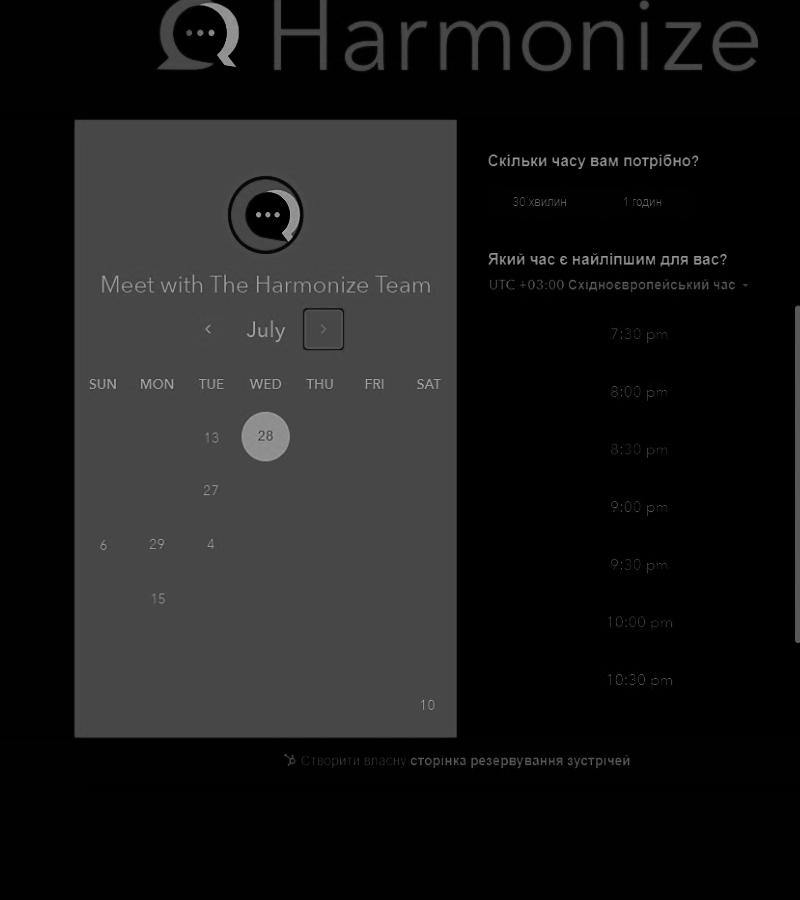 Harmonize
Meet with The Harmonize Team
July
SUN MON TUE WED THU FRI SAT
13 28
27
6 29 4
15
10
Скільки часу вам потрібно?
30 хвилин 1 годин
Який час є найліпшим для вас?
UTC +03:00 Східноєвропейський час
7:30 pm
8:00 pm
8:30 pm
9:00 pm
9:30 pm
10:00 pm
10:30 pm
Створити власну сторінка резервування зустрічей